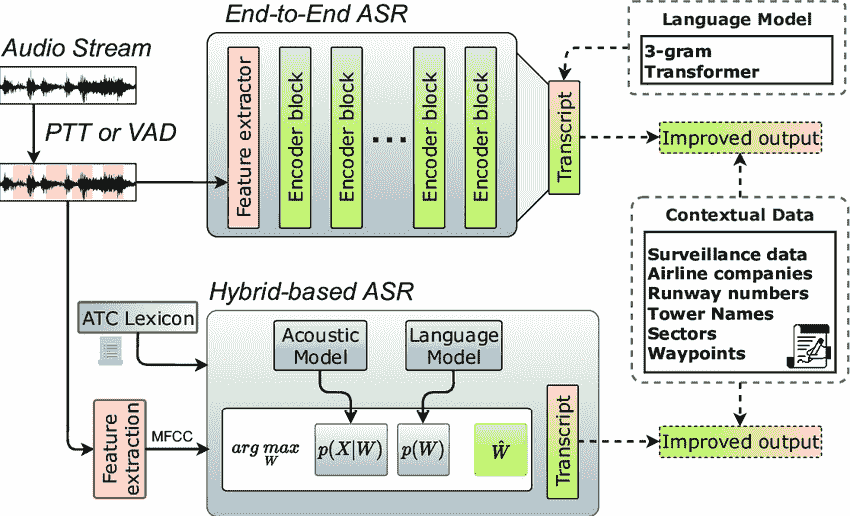 End-to-End ASR
Audio Stream
PTT or VAD
Feature extractor
Encoder block
Encoder block
...
Encoder block
Encoder block
Transcript
Language Model
3-gram
Transformer
Improved output
Contextual Data
Surveillance data
Airline companies
Runway numbers
Tower Names
Sectors
Waypoints
Hybrid-based ASR
ATC Lexicon
Acoustic
Model
Language
Model
Feature
extraction
MFCC
arg max
W
p(X|W)
p(W)
Ŵ
Transcript
Improved output